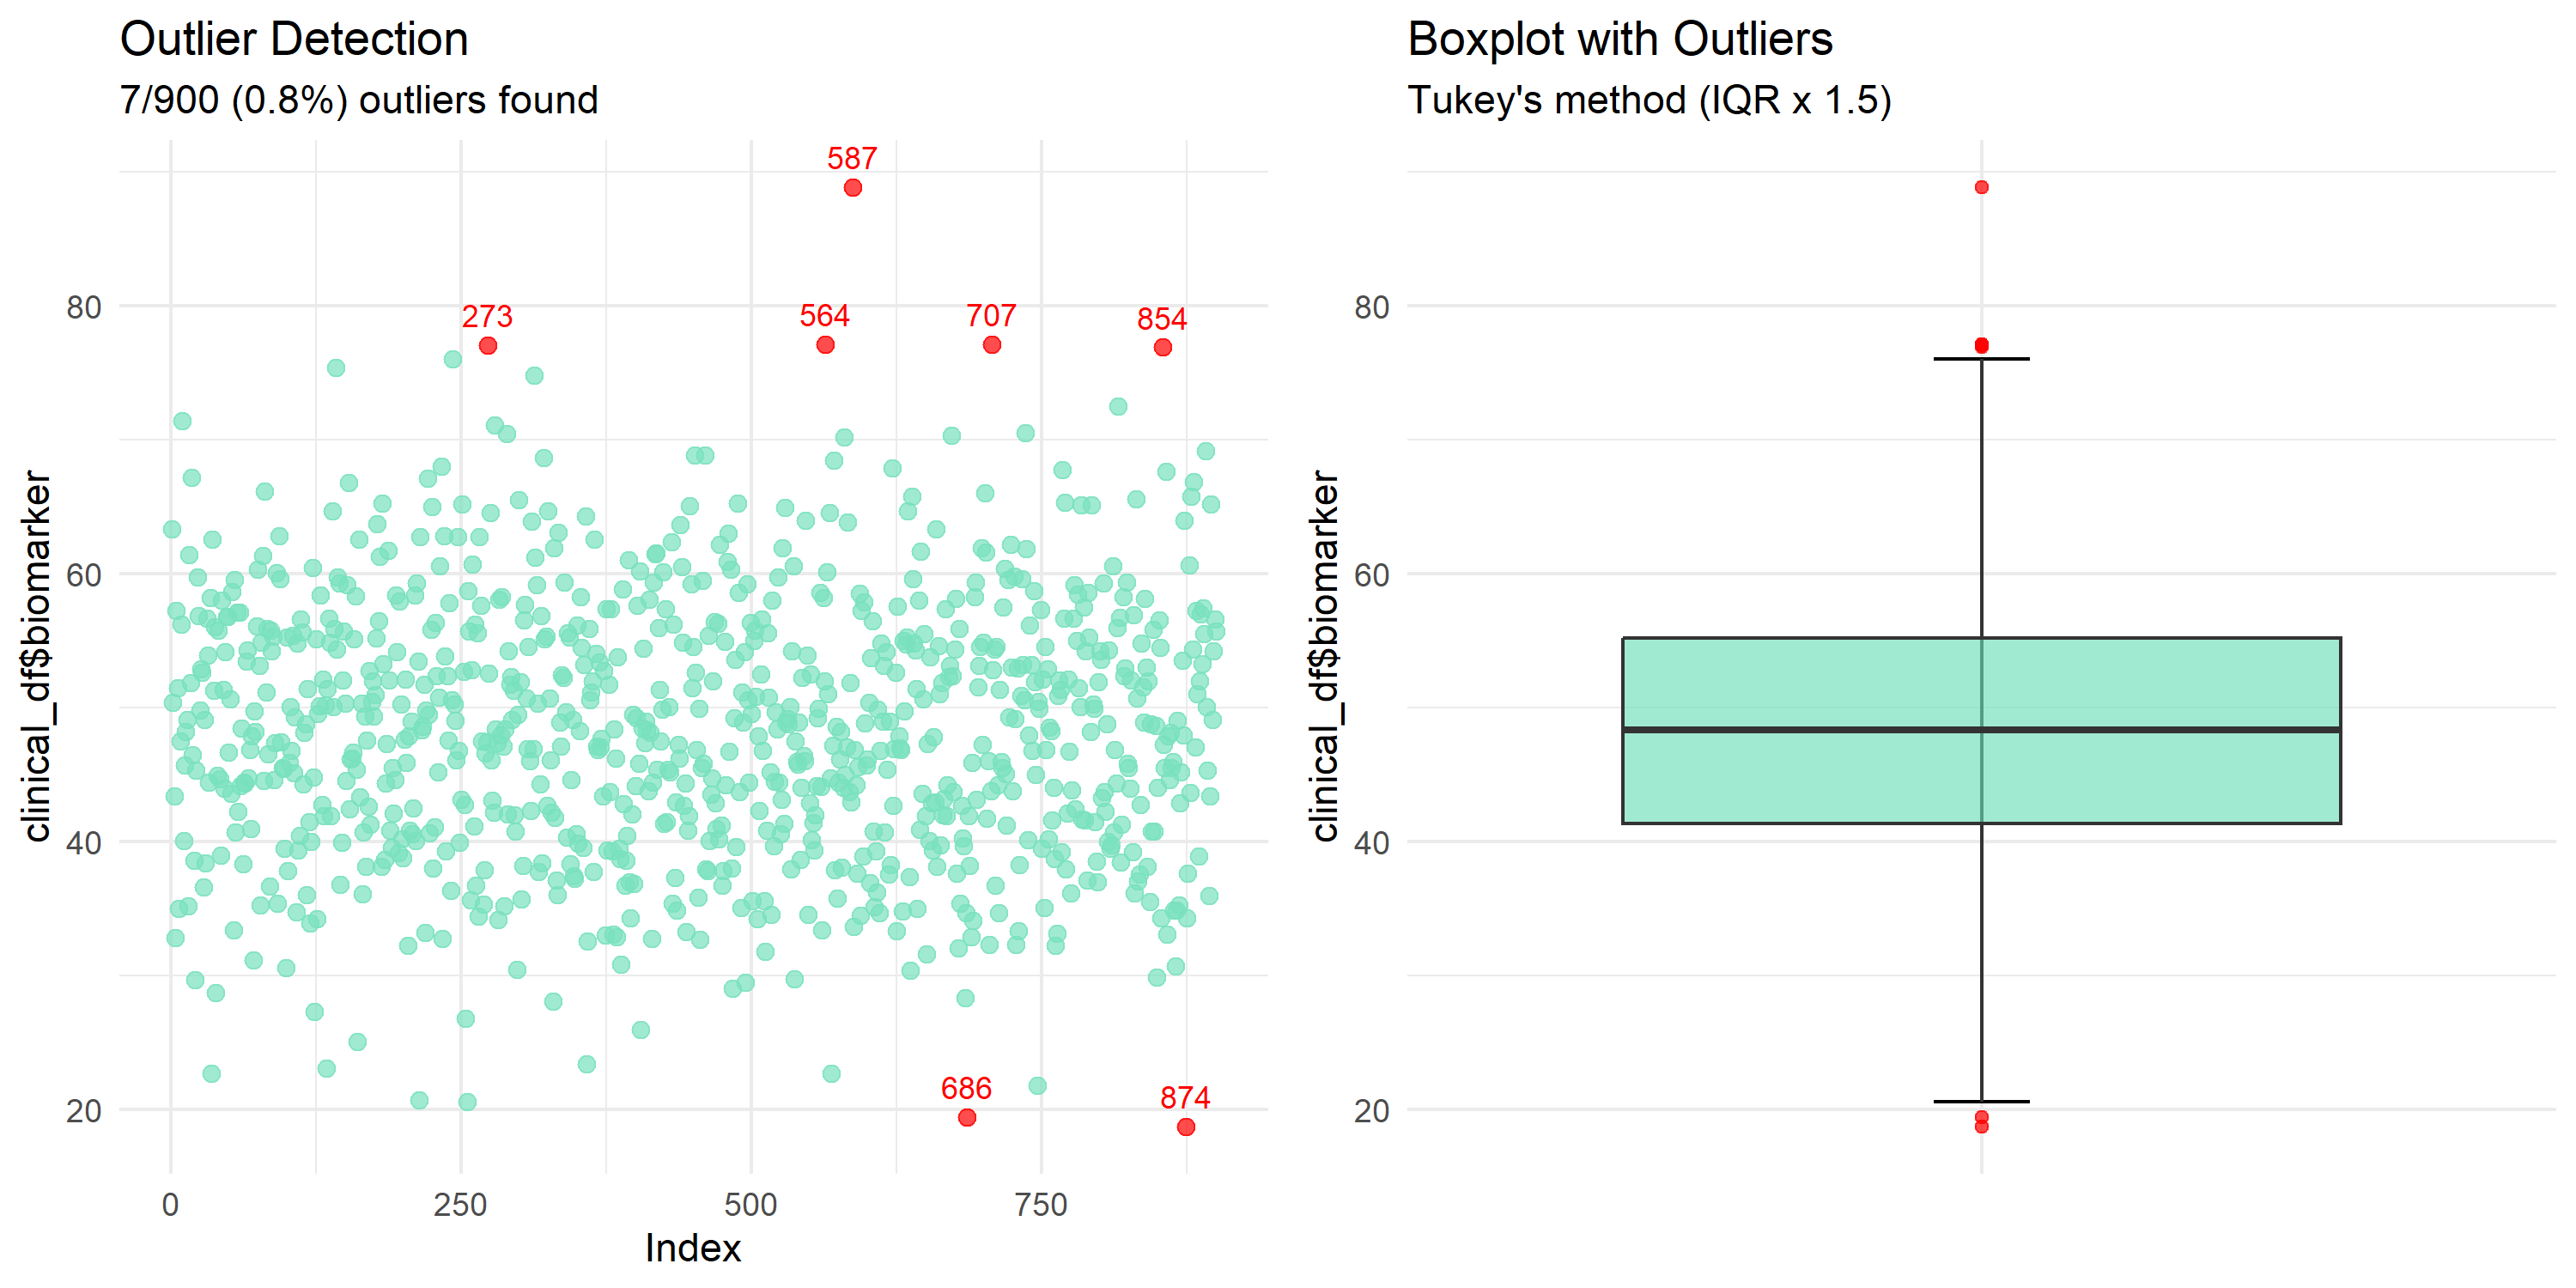 Outlier Detection
7/900 (0.8%) outliers found
587
80
273
564
707
854
60
40
20
686
874
0
250
500
750
Index
clinical_df$biomarker
Boxplot with Outliers
Tukey's method (IQR x 1.5)
80
60
40
20
clinical_df$biomarker